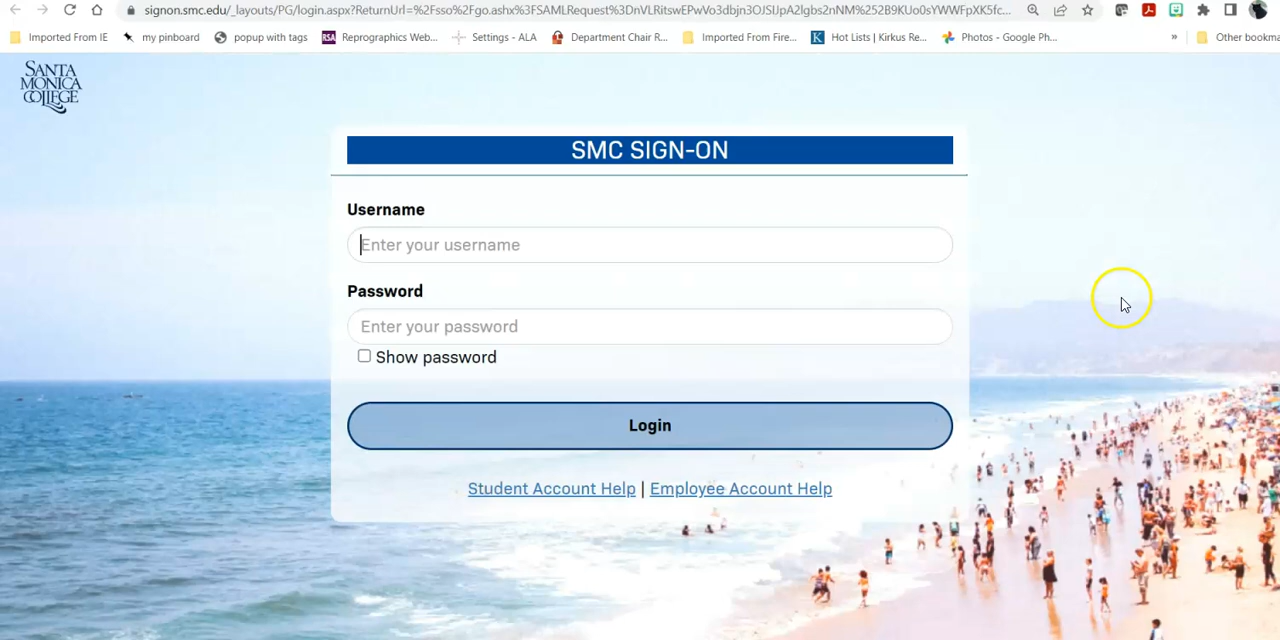 signon.smc.edu/_layouts/PG/login.aspx?ReturnUrl=%2Fsso%2Fgo.ashx%3FSAMLRequest%3DnVLRitswEPwVo3dbjn3OJSlUpA2lgbs2nNM%252B9KUo0sYWWFpXK5fc...
Imported From IE
my pinboard
popup with tags
RSA Reprographics Web...
Settings - ALA
Department Chair R...
Imported From Fire...
K Hot Lists | Kirkus Re...
Photos - Google Ph...
»
Other bookma
SANTA
MONICA
COLLEGE
SMC SIGN-ON
Username
Enter your username
Password
Enter your password
Show password
Login
Student Account Help | Employee Account Help